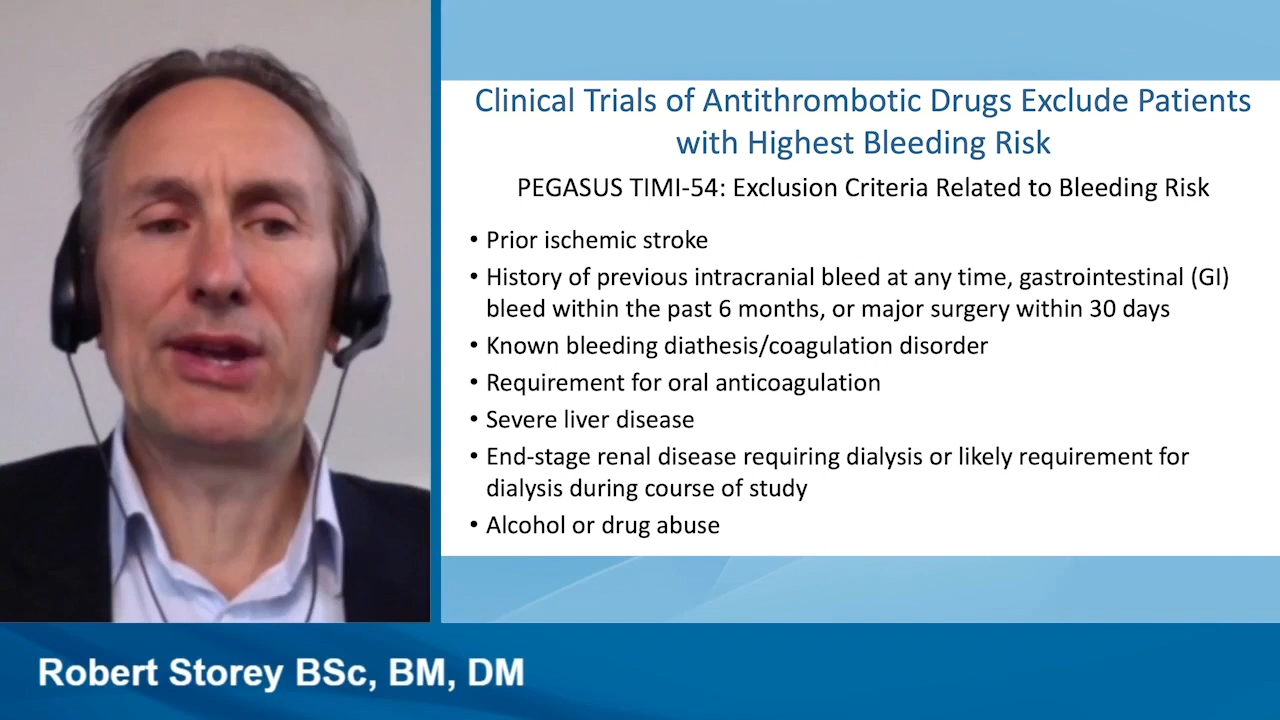 Clinical Trials of Antithrombotic Drugs Exclude Patients
with Highest Bleeding Risk
PEGASUS TIMI-54: Exclusion Criteria Related to Bleeding Risk
• Prior ischemic stroke
• History of previous intracranial bleed at any time, gastrointestinal (GI)
bleed within the past 6 months, or major surgery within 30 days
• Known bleeding diathesis/coagulation disorder
• Requirement for oral anticoagulation
• Severe liver disease
• End-stage renal disease requiring dialysis or likely requirement for
dialysis during course of study
• Alcohol or drug abuse
Robert Storey BSc, BM, DM